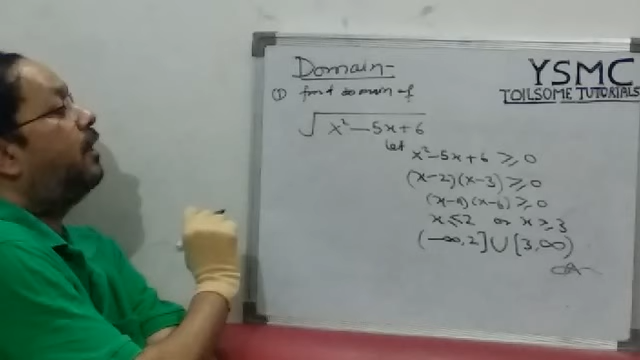 Domain-
YSMC
TOILSOME TUTORIALS
① find domain of
√x²-5x+6
let x²-5x+6 ≥ 0
(x-2)(x-3) ≥ 0
(x-a)(x-b) ≥ 0
x ≤ 2 or x ≥ 3
(-∞, 2] ∪ [3, ∞)